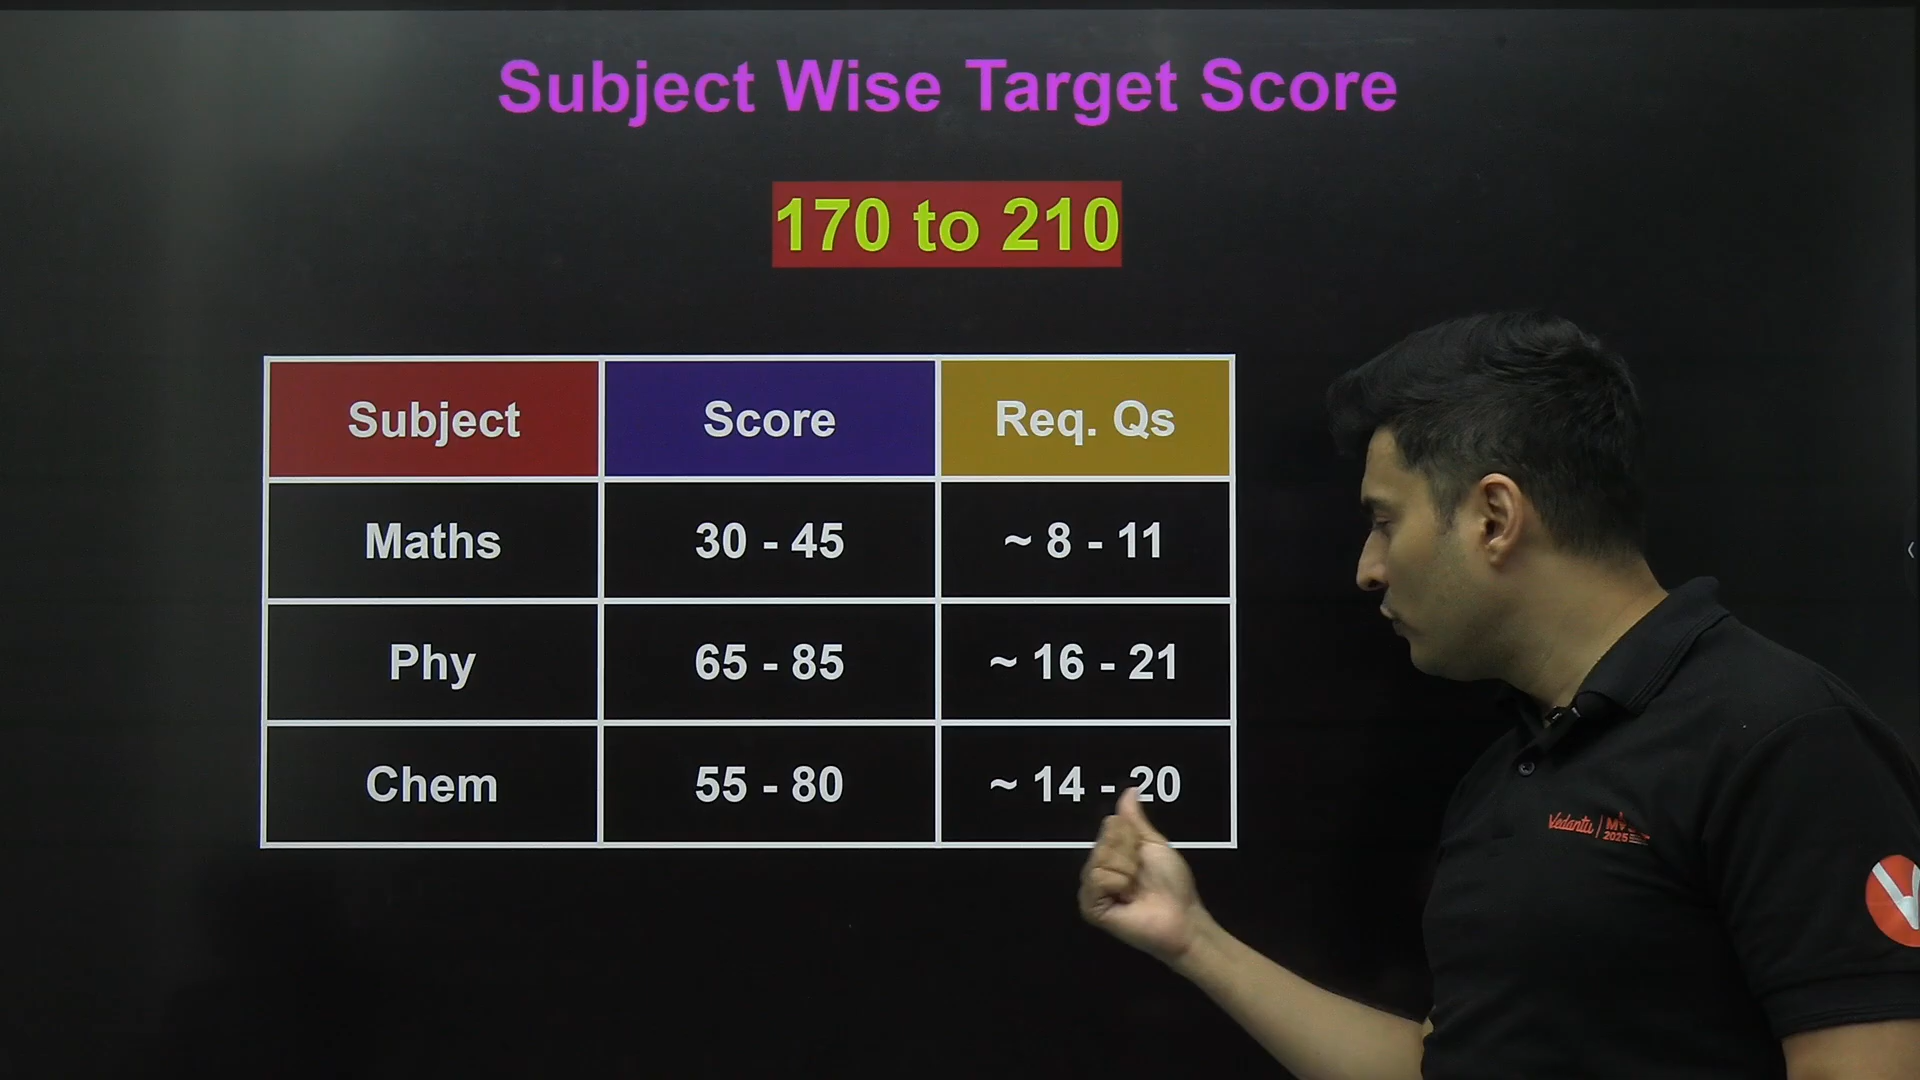 Subject Wise Target Score
170 to 210
Subject Score Req. Qs
Maths 30 - 45 ~ 8 - 11
Phy 65 - 85 ~ 16 - 21
Chem 55 - 80 ~ 14 - 20
Vedantu
2025